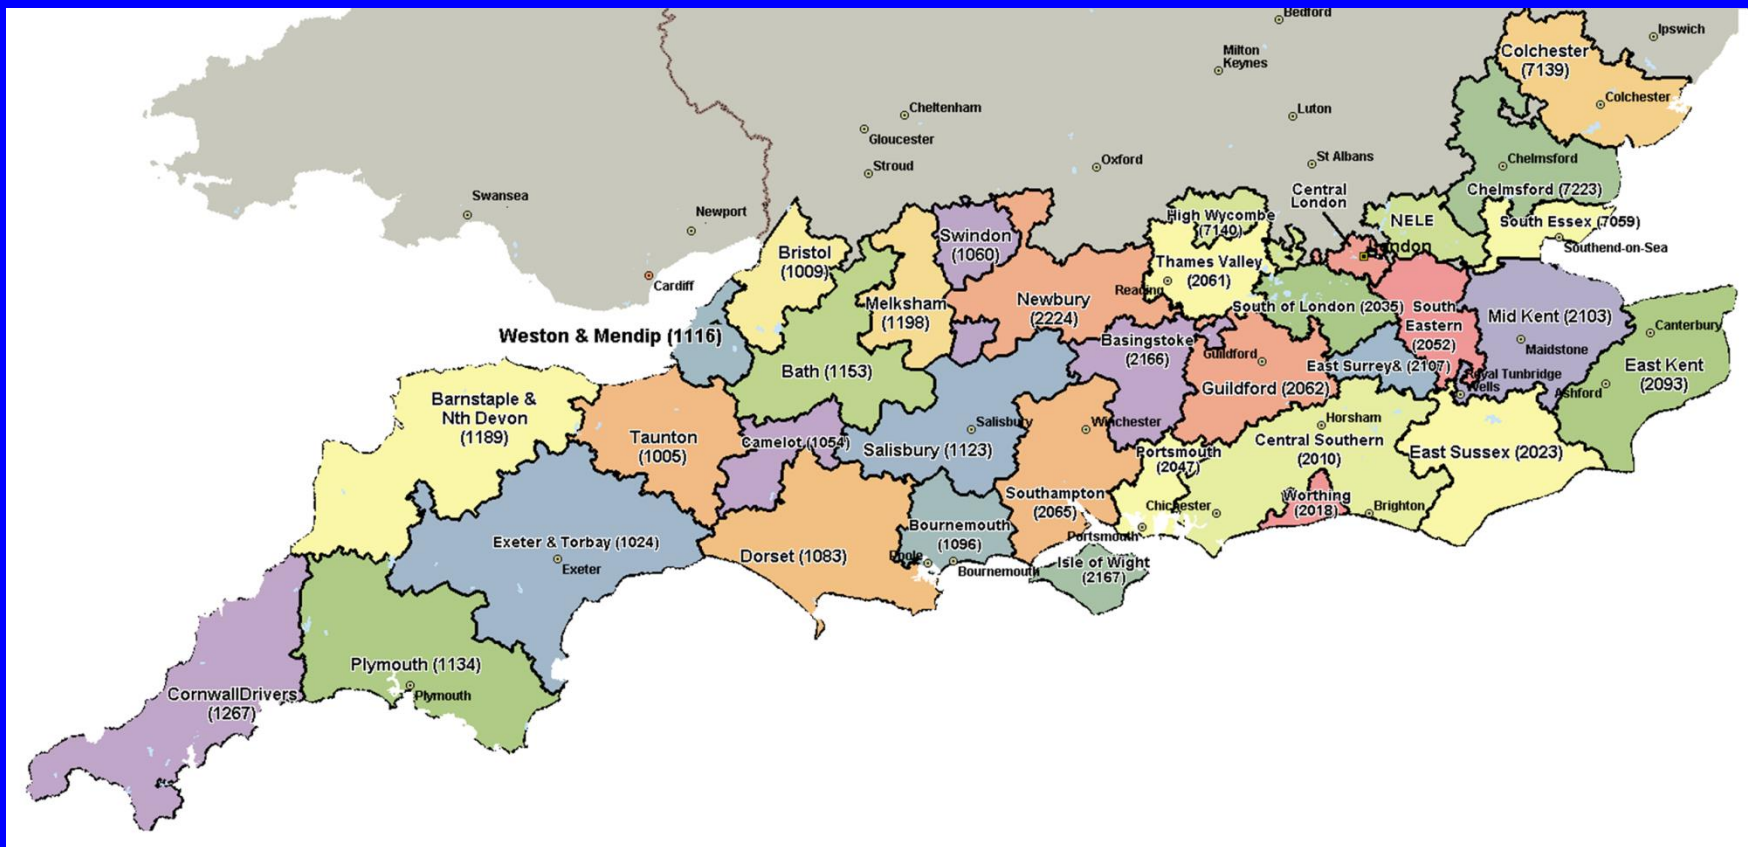 Bedford
Ipswich
Milton
Keynes
Colchester
(7139)
Colchester
Cheltenham
Luton
Gloucester
Stroud
Oxford
St Albans
Chelmsford
Swansea
Newport
Central
London
Chelmsford (7223)
High Wycombe
(7140)
NELE
South Essex (7059)
Swindon
(1060)
London
Southend-on-Sea
Bristol
(1009)
Thames Valley
(2061)
Cardiff
Reading
Melksham
(1198)
Newbury
(2224)
South of London (2035)
South
Eastern
(2052)
Mid Kent (2103)
Canterbury
Weston & Mendip (1116)
Basingstoke
(2166)
Guildford
Maidstone
Bath (1153)
East Surrey& (2107)
Royal Tunbridge
Wells
East Kent
(2093)
Guildford (2062)
Ashford
Barnstaple &
Nth Devon
(1189)
Horsham
Salisbury
Winchester
Taunton
(1005)
Camelot (1054)
Salisbury (1123)
Central Southern
(2010)
Portsmouth
(2047)
East Sussex (2023)
Southampton
(2065)
Worthing
(2018)
Chichester
Brighton
Bournemouth
(1096)
Portsmouth
Exeter & Torbay (1024)
Exeter
Dorset (1083)
Poole
Bournemouth
Isle of Wight
(2167)
Plymouth (1134)
Plymouth
CornwallDrivers
(1267)